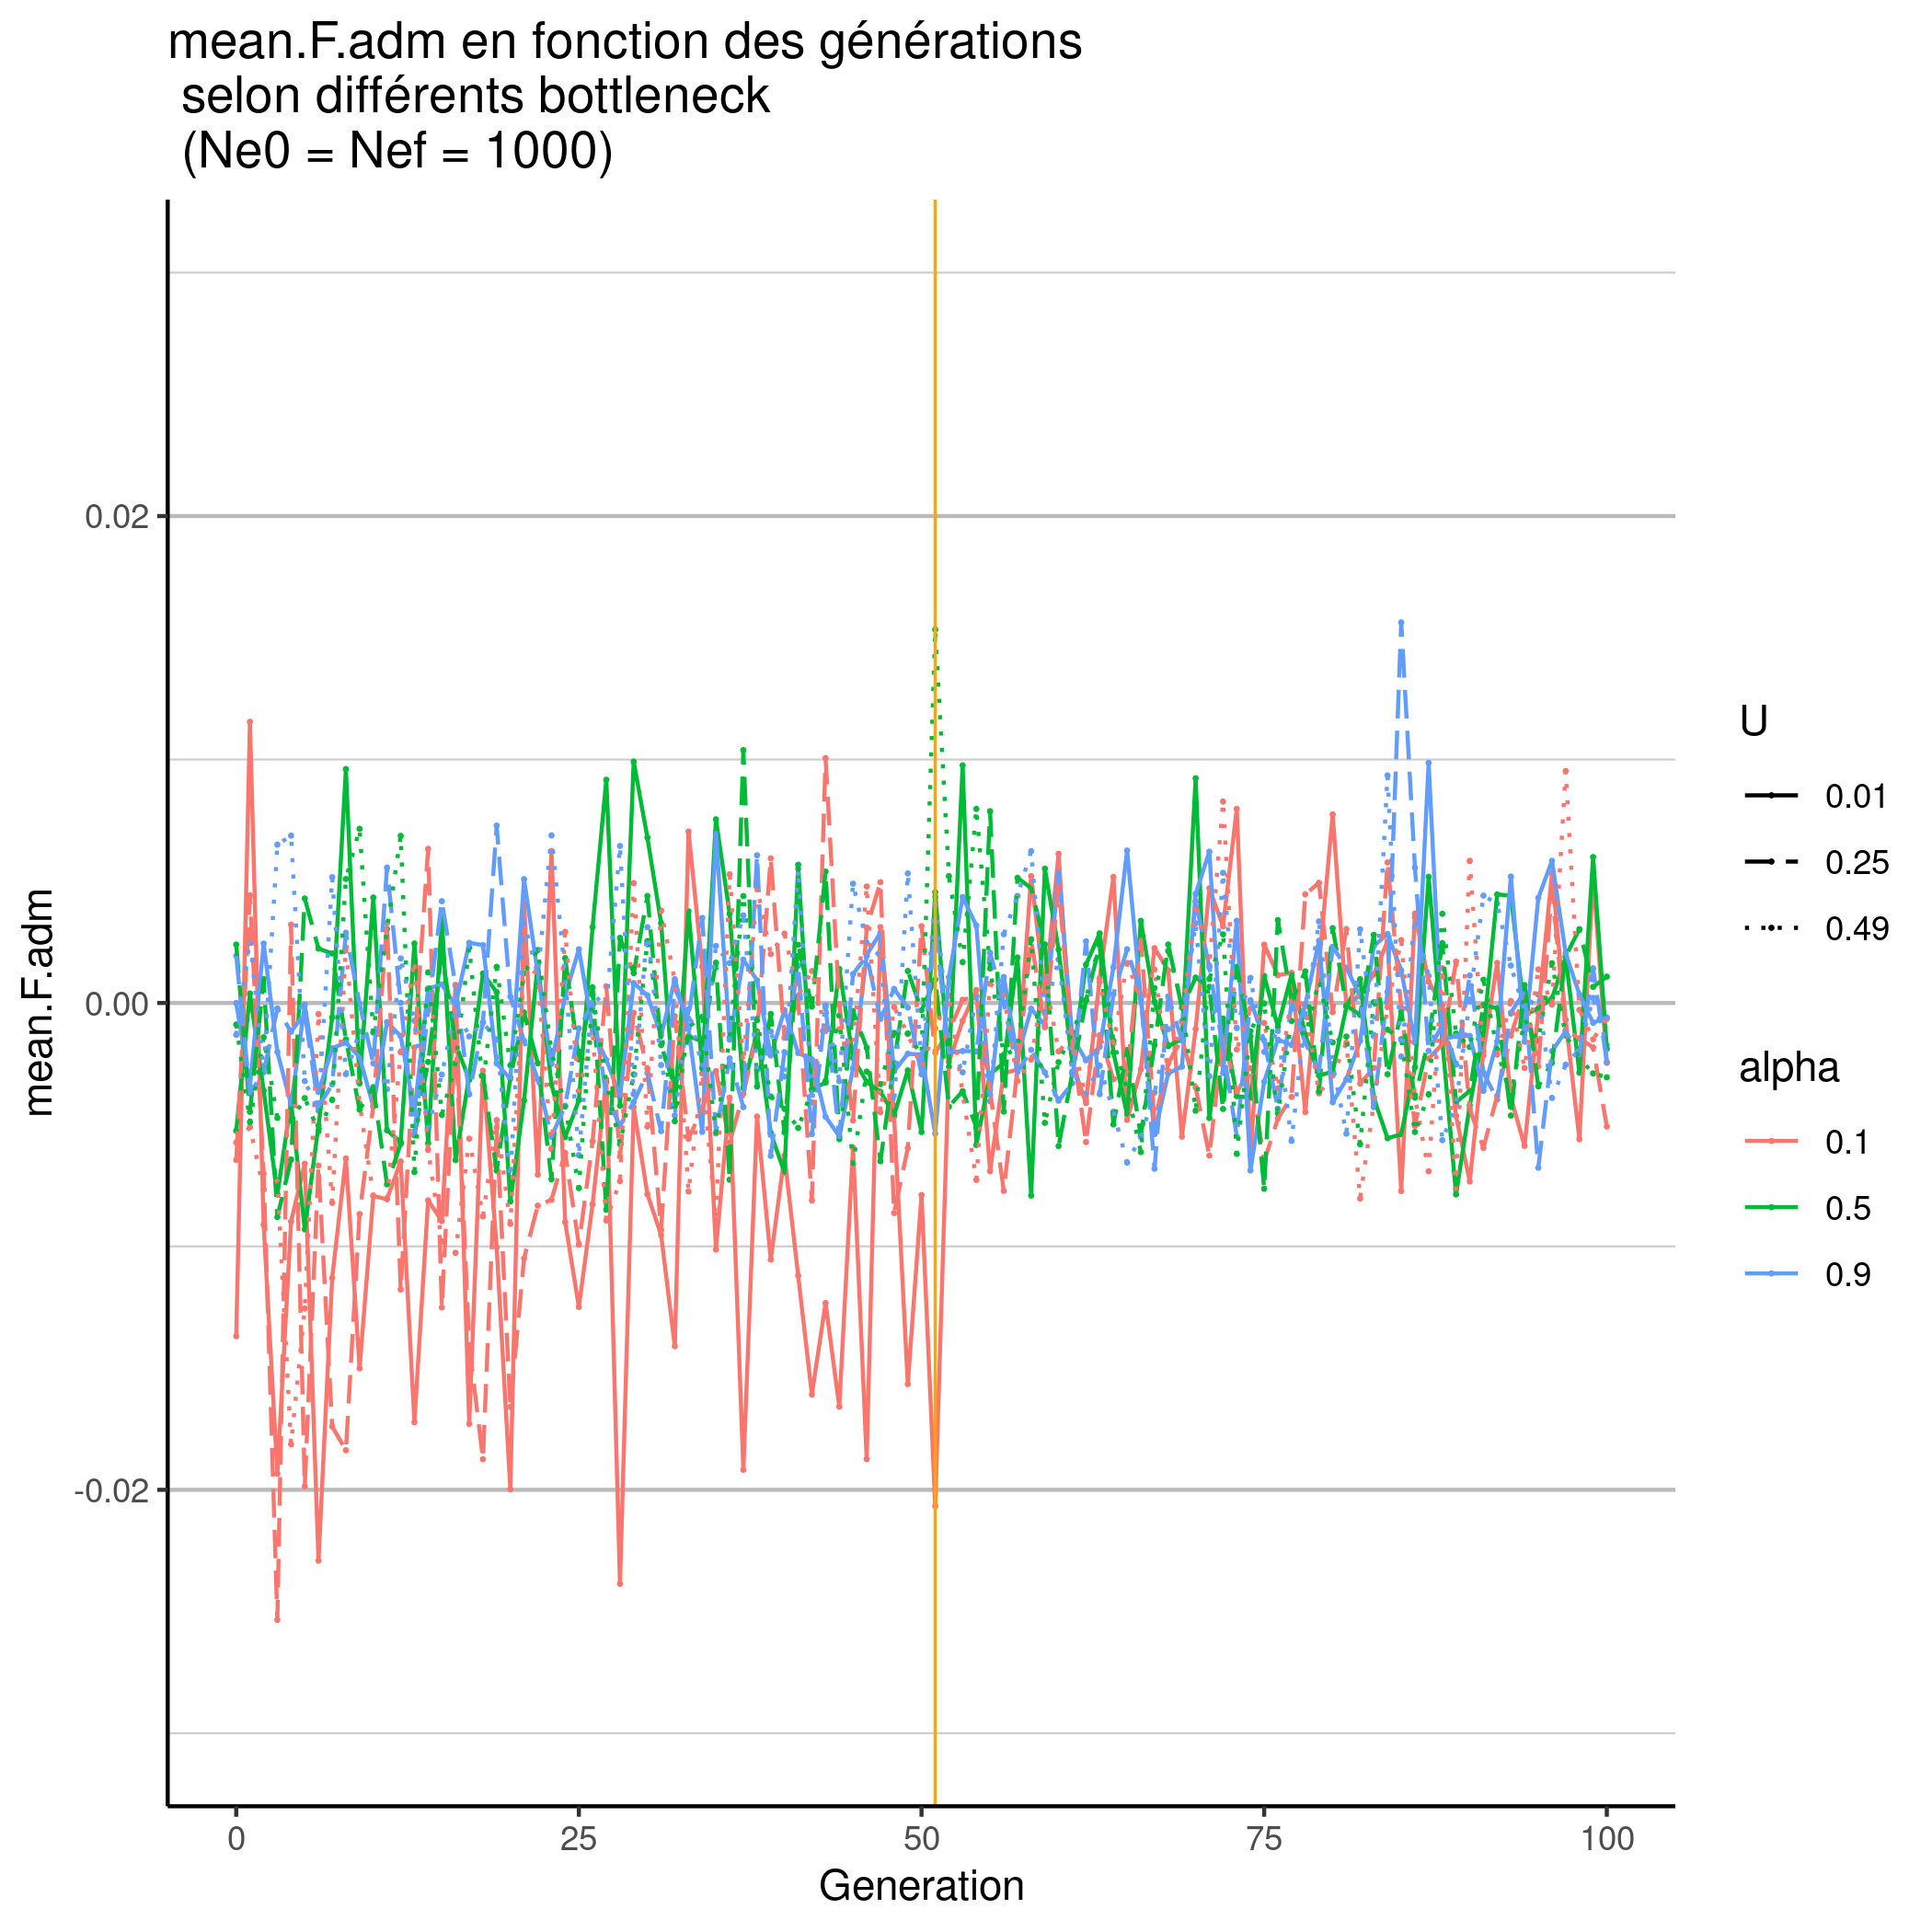 mean.F.adm en fonction des générations
selon différents bottleneck
(Ne0 = Nef = 1000)
mean.F.adm
0.02
0.00
-0.02
0
25
50
75
100
Generation
U
0.01
0.25
0.49
alpha
0.1
0.5
0.9